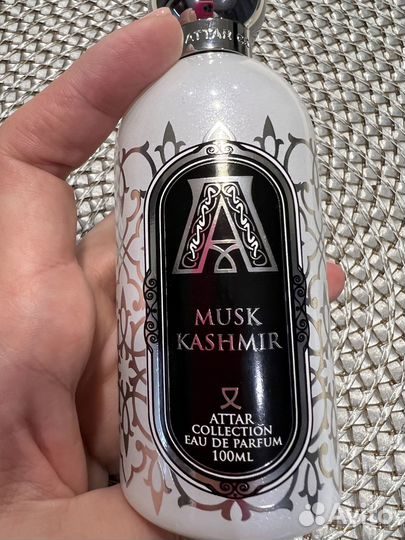 ATTAR
A
MUSK
KASHMIR
ATTAR
COLLECTION
EAU DE PARFUM
100ML
Avito